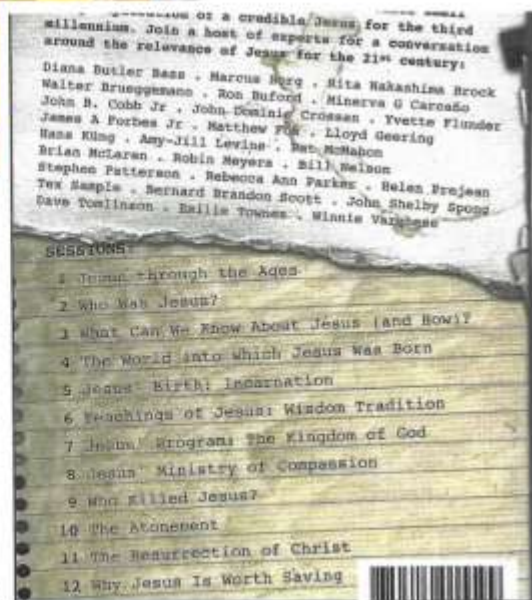 of a credible Jesus for the third
millennium. Join a host of experts for a conversation
around the relevance of Jesus for the 21st century:
Diana Butler Bass . Marcus Borg . Rita Nakashima Brock
Walter Brueggemann . Ron Buford . Minerva G Carcaño
John B. Cobb Jr . John Dominic Crossan . Yvette Flunder
James A Forbes Jr . Matthew Fox . Lloyd Geering
Hans Küng . Amy-Jill Levine . Pat McMahon
Brian McLaren . Robin Meyers . Bill Nelson
Stephen Patterson . Rebecca Ann Parker . Helen Prejean
Tex Sample . Bernard Brandon Scott . John Shelby Spong
Dave Tomlinson . Emilie Townes . Winnie Varghese
SESSIONS:
1 Jesus through the Ages
2 Who Was Jesus?
3 What Can We Know About Jesus (and How)?
4 The World into Which Jesus Was Born
5 Jesus' Birth: Incarnation
6 Teachings of Jesus: Wisdom Tradition
7 Jesus' Program: The Kingdom of God
8 Jesus' Ministry of Compassion
9 Who Killed Jesus?
10 The Atonement
11 The Resurrection of Christ
12 Why Jesus Is Worth Saving